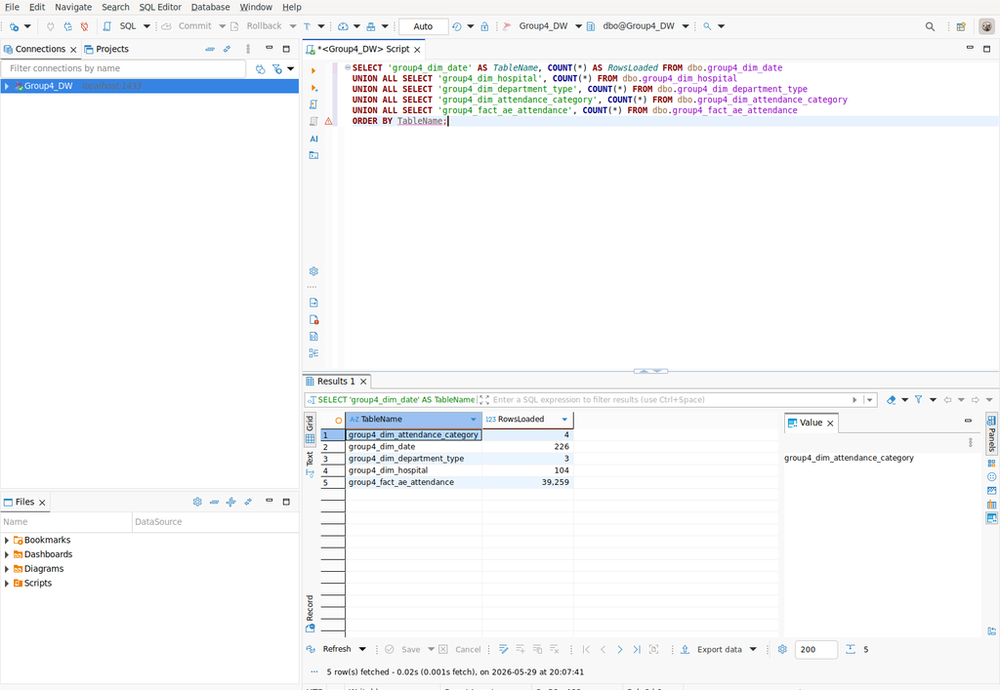 File Edit Navigate Search SQL Editor Database Window Help
SQL Commit Rollback T Auto Group4_DW dbo@Group4_DW
Connections Projects
Filter connections by name
Group4_DW localhost:1433
*<Group4_DW> Script
SELECT 'group4_dim_date' AS TableName, COUNT(*) AS RowsLoaded FROM dbo.group4_dim_date
UNION ALL SELECT 'group4_dim_hospital', COUNT(*) FROM dbo.group4_dim_hospital
UNION ALL SELECT 'group4_dim_department_type', COUNT(*) FROM dbo.group4_dim_department_type
UNION ALL SELECT 'group4_dim_attendance_category', COUNT(*) FROM dbo.group4_dim_attendance_category
UNION ALL SELECT 'group4_fact_ae_attendance', COUNT(*) FROM dbo.group4_fact_ae_attendance
ORDER BY TableName;
AI
Files
Name DataSource
Bookmarks
Dashboards
Diagrams
Scripts
Results 1
SELECT 'group4_dim_date' AS TableName Enter a SQL expression to filter results (use Ctrl+Space)
Grid
Text
Record
A-Z TableName 123 RowsLoaded
1 group4_dim_attendance_category 4
2 group4_dim_date 226
3 group4_dim_department_type 3
4 group4_dim_hospital 104
5 group4_fact_ae_attendance 39,259
Value
group4_dim_attendance_category
Panels
Refresh Save Cancel Export data 200 5
5 row(s) fetched - 0.02s (0.001s fetch), on 2026-05-29 at 20:07:41